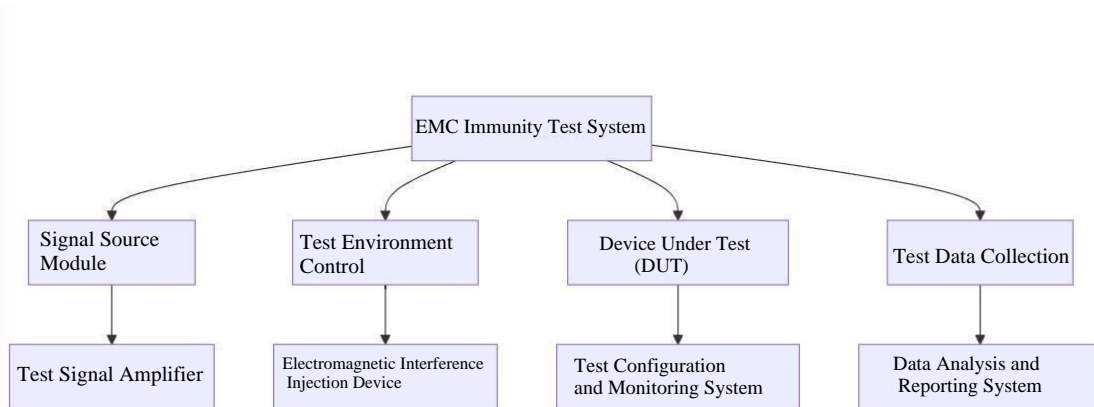 EMC Immunity Test System
Signal Source
Module
Test Environment
Control
Device Under Test
(DUT)
Test Data Collection
Test Signal Amplifier
Electromagnetic Interference
Injection Device
Test Configuration
and Monitoring System
Data Analysis and
Reporting System